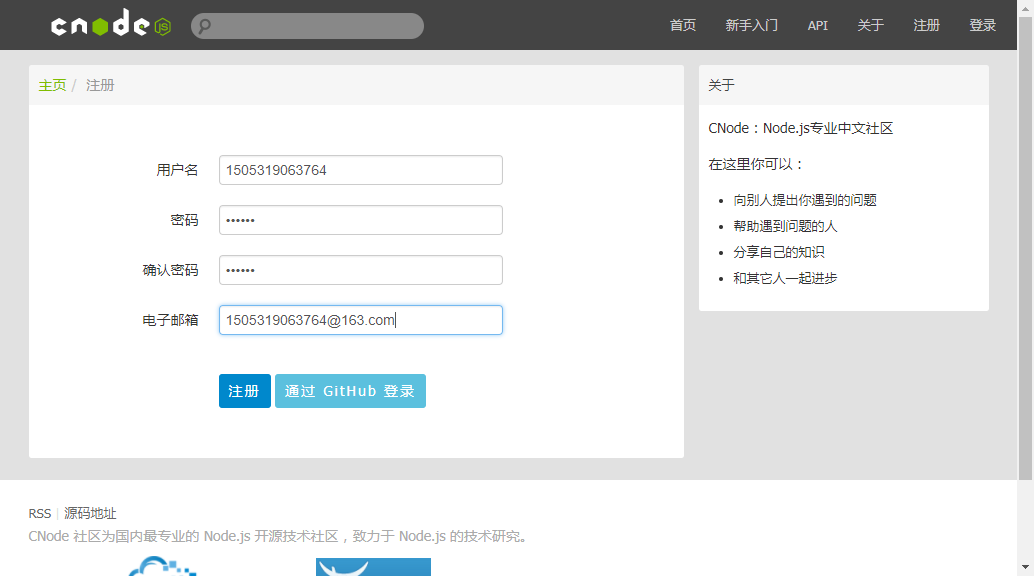 cnode JS
首页 新手入门 API 关于 注册 登录
主页 / 注册
用户名 1505319063764
密码 ••••••
确认密码 ••••••
电子邮箱 1505319063764@163.com
注册 通过 GitHub 登录
关于
CNode：Node.js专业中文社区
在这里你可以：
• 向别人提出你遇到的问题
• 帮助遇到问题的人
• 分享自己的知识
• 和其它人一起进步
RSS | 源码地址
CNode 社区为国内最专业的 Node.js 开源技术社区，致力于 Node.js 的技术研究。